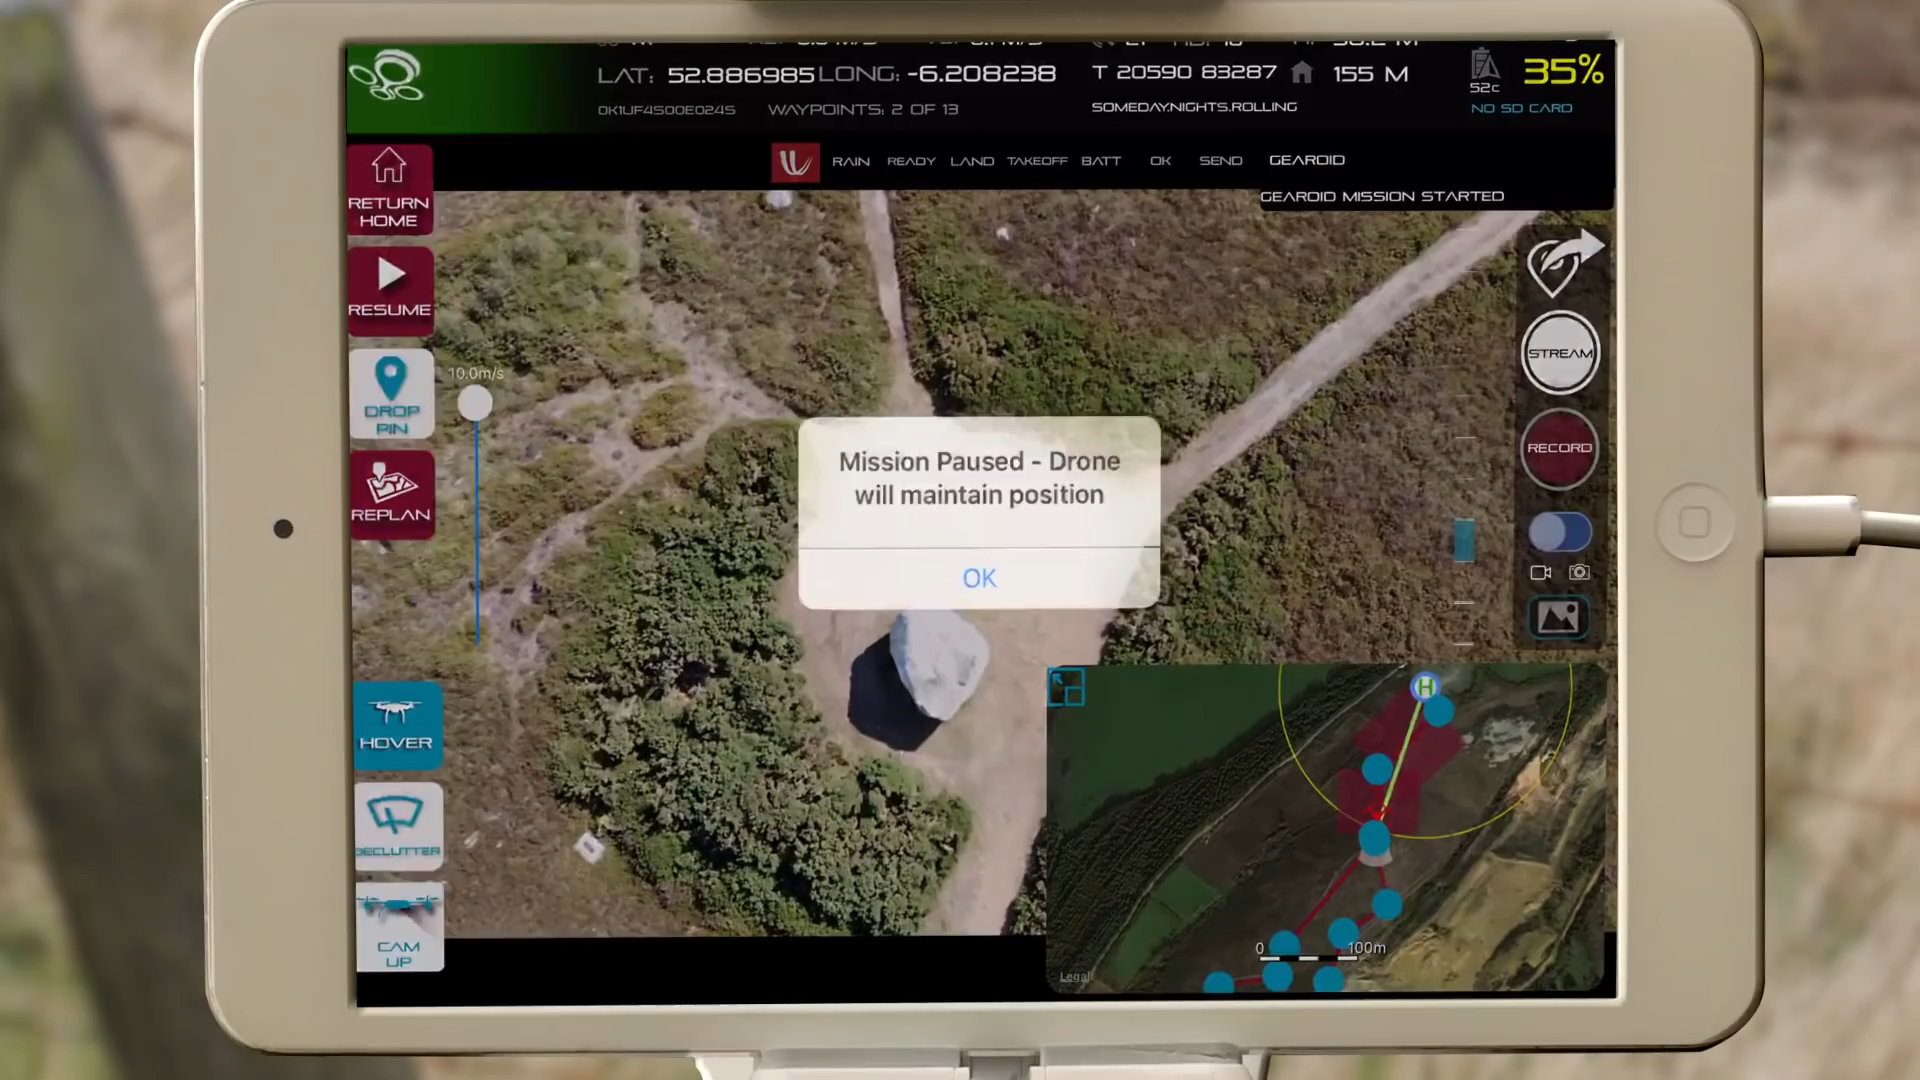 LAT: 52.886985 LONG: -6.208238
T 20590 83287
155 M
35%
52c
0K1UF4S00E0245
WAYPOINTS: 2 OF 13
SOMEDAY.NIGHTS.ROLLING
NO SD CARD
RAIN READY LAND TAKEOFF BATT OK SEND GEAROID
GEAROID MISSION STARTED
RETURN
HOME
RESUME
DROP
PIN
REPLAN
10.0m/s
Mission Paused - Drone
will maintain position
OK
STREAM
RECORD
HOVER
DECLUTTER
CAM
UP
H
0 100m
Legal